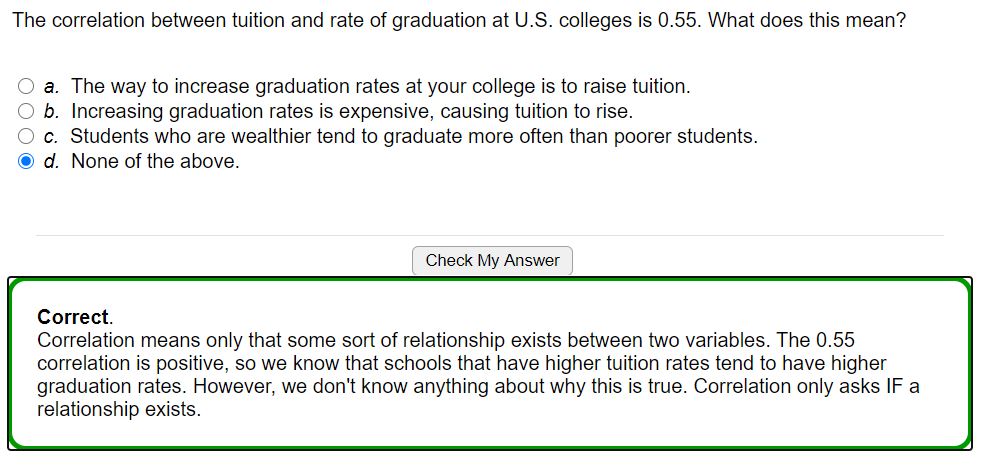 The correlation between tuition and rate of graduation at U.S. colleges is 0.55. What does this mean?
a. The way to increase graduation rates at your college is to raise tuition.
b. Increasing graduation rates is expensive, causing tuition to rise.
c. Students who are wealthier tend to graduate more often than poorer students.
d. None of the above.
Check My Answer
Correct.
Correlation means only that some sort of relationship exists between two variables. The 0.55
correlation is positive, so we know that schools that have higher tuition rates tend to have higher
graduation rates. However, we don't know anything about why this is true. Correlation only asks IF a
relationship exists.